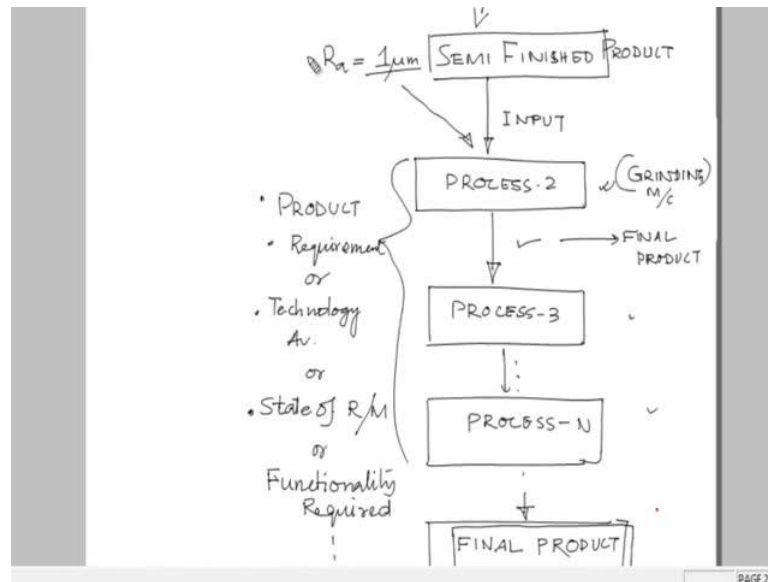 Ra = 1µm SEMI FINISHED PRODUCT
INPUT
PROCESS-2
(GRINDING)
M/C
• PRODUCT
• Requirement
or
• Technology
Av.
or
• State of R/M
or
Functionality
Required
FINAL
PRODUCT
PROCESS-3
PROCESS-N
FINAL PRODUCT
PAGE